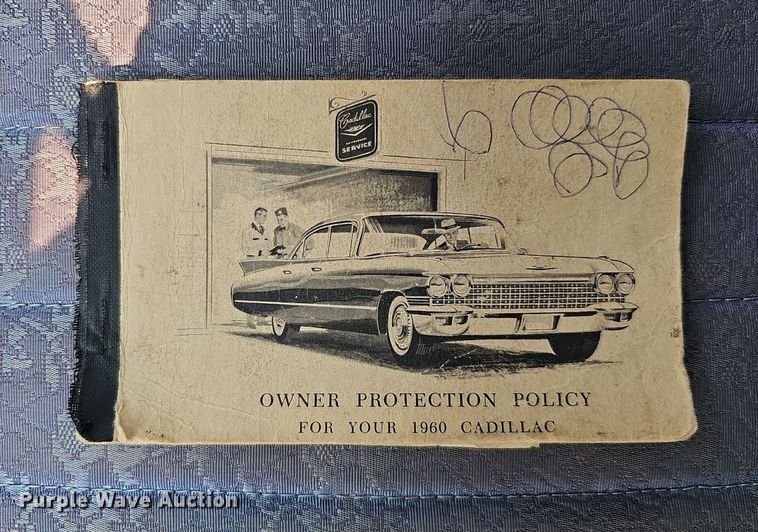 Cadillac
SERVICE
OWNER PROTECTION POLICY
FOR YOUR 1960 CADILLAC
Purple Wave Auction